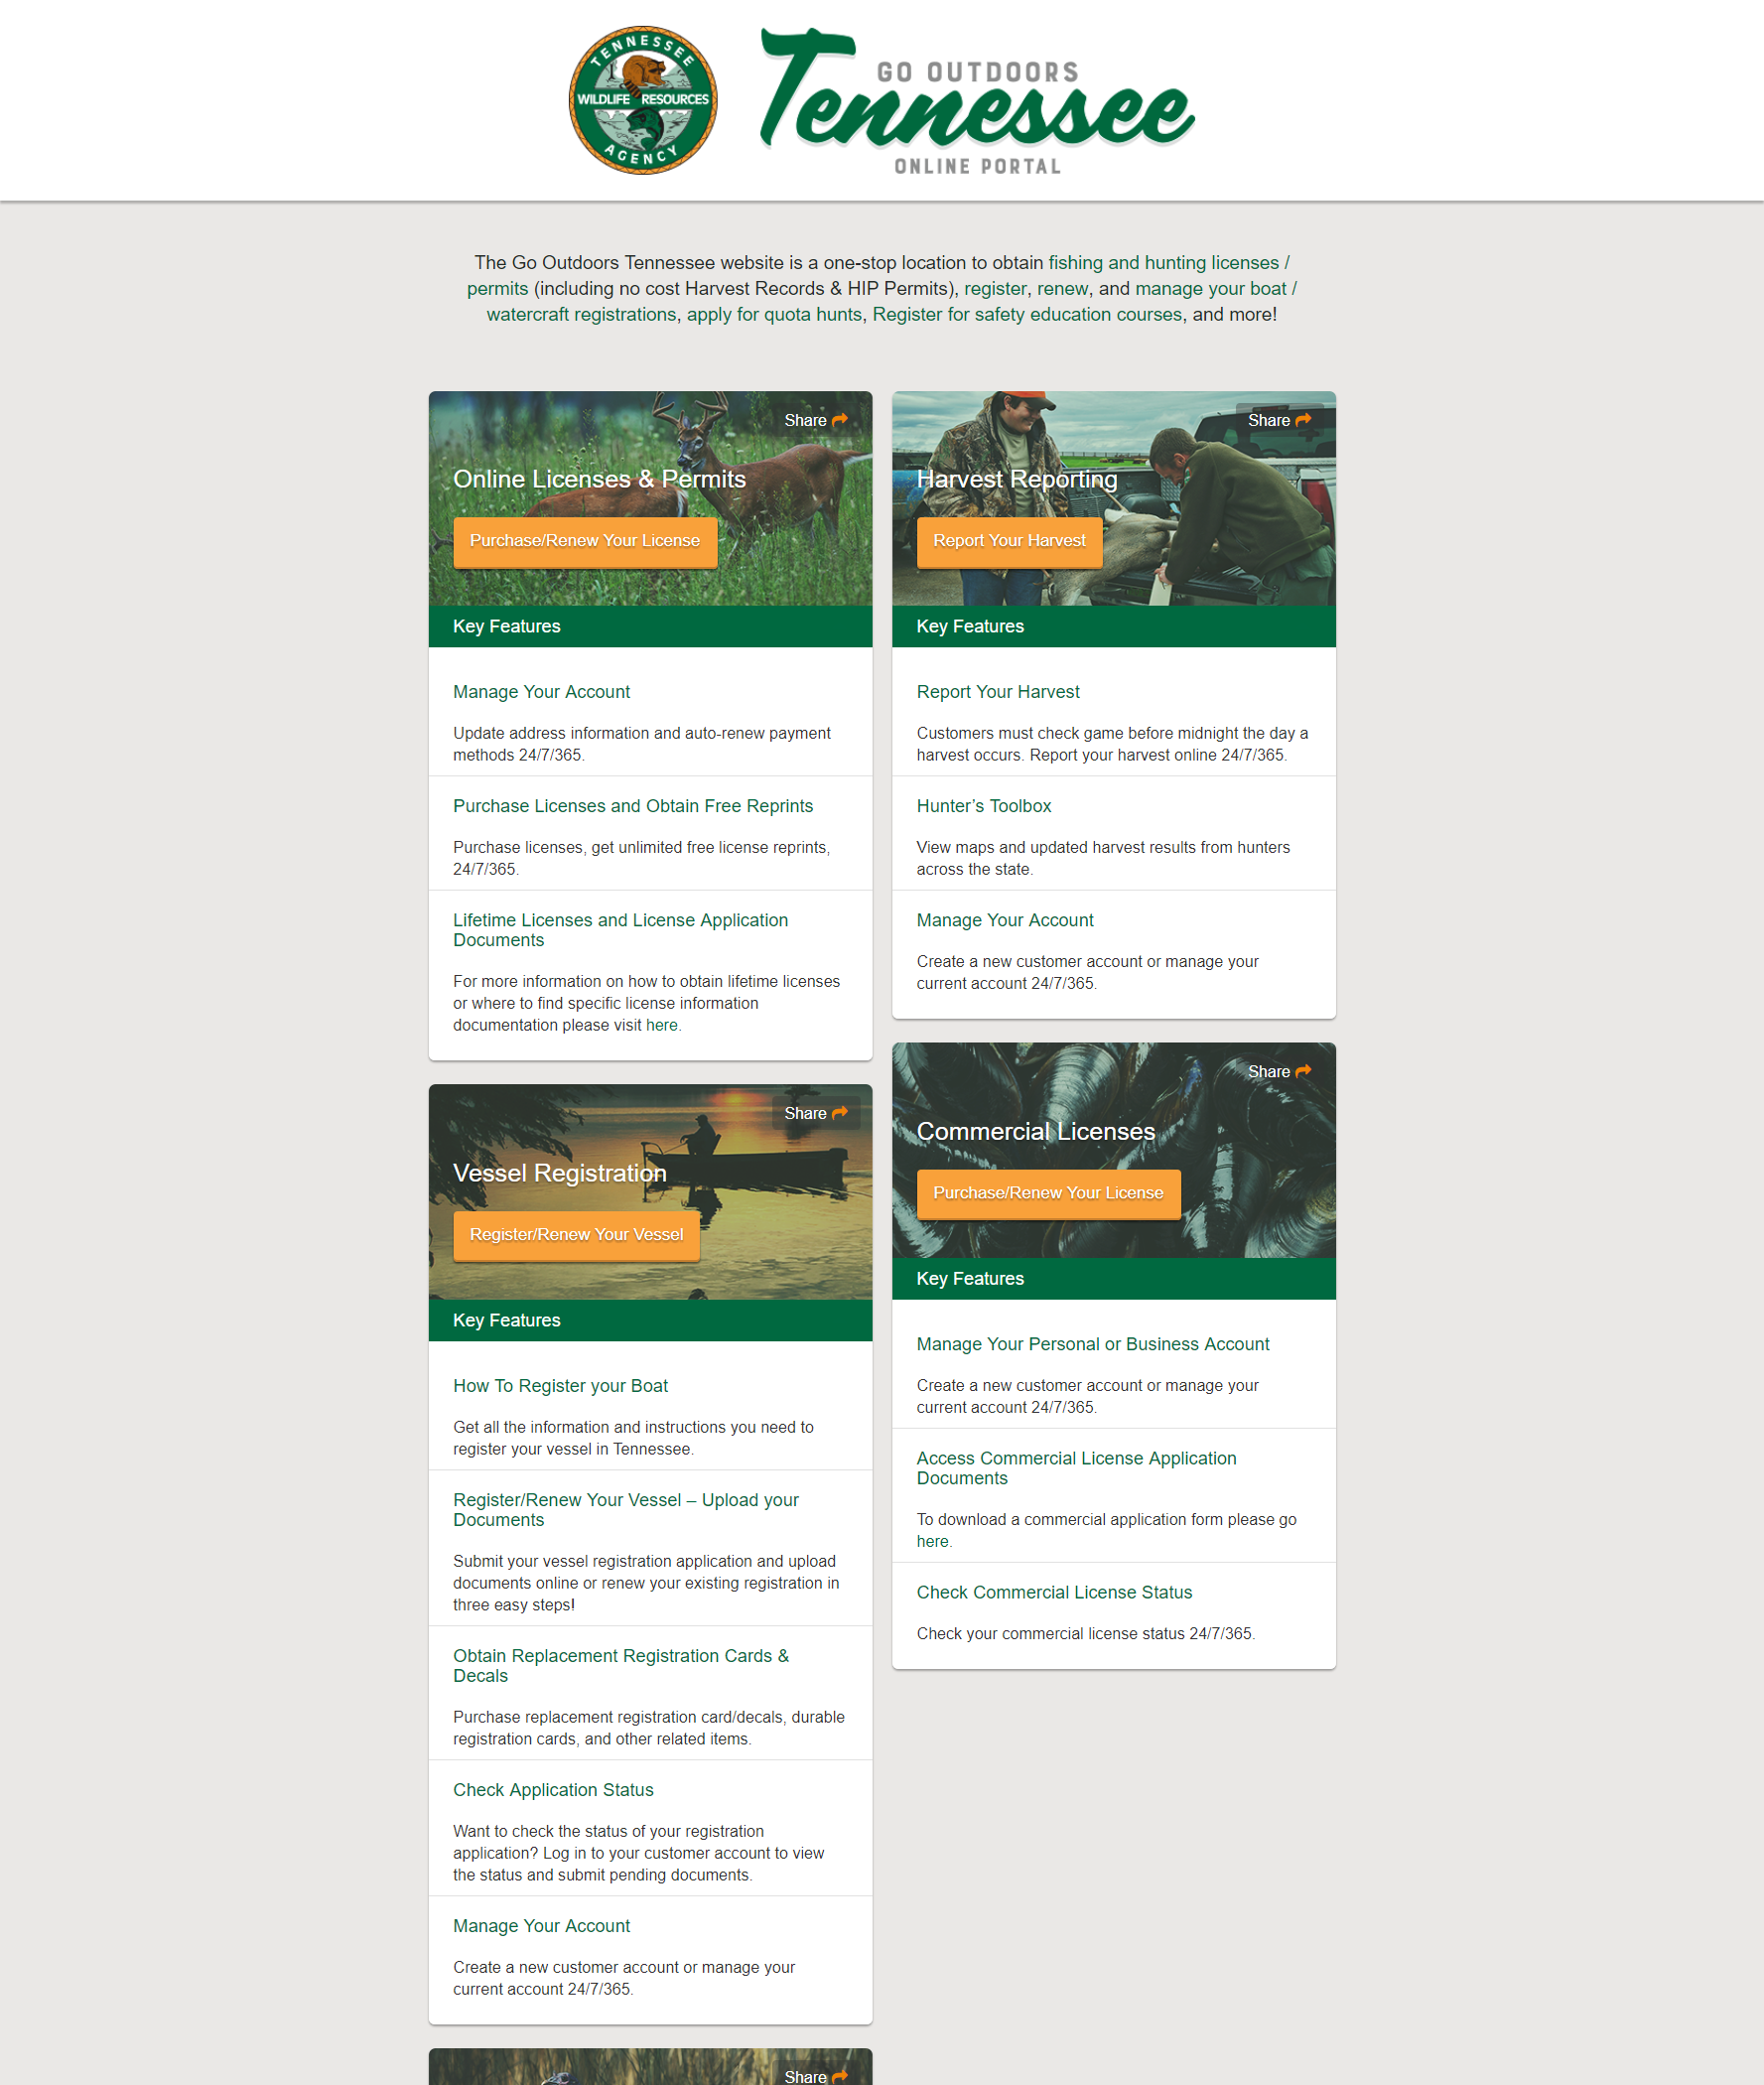 TENNESSEE
WILDLIFE RESOURCES
AGENCY
GO OUTDOORS
Tennessee
ONLINE PORTAL
The Go Outdoors Tennessee website is a one-stop location to obtain fishing and hunting licenses /
permits (including no cost Harvest Records & HIP Permits), register, renew, and manage your boat /
watercraft registrations, apply for quota hunts, Register for safety education courses, and more!
Share
Online Licenses & Permits
Purchase/Renew Your License
Key Features
Manage Your Account
Update address information and auto-renew payment
methods 24/7/365.
Purchase Licenses and Obtain Free Reprints
Purchase licenses, get unlimited free license reprints,
24/7/365.
Lifetime Licenses and License Application
Documents
For more information on how to obtain lifetime licenses
or where to find specific license information
documentation please visit here.
Share
Vessel Registration
Register/Renew Your Vessel
Key Features
How To Register your Boat
Get all the information and instructions you need to
register your vessel in Tennessee.
Register/Renew Your Vessel – Upload your
Documents
Submit your vessel registration application and upload
documents online or renew your existing registration in
three easy steps!
Obtain Replacement Registration Cards &
Decals
Purchase replacement registration card/decals, durable
registration cards, and other related items.
Check Application Status
Want to check the status of your registration
application? Log in to your customer account to view
the status and submit pending documents.
Manage Your Account
Create a new customer account or manage your
current account 24/7/365.
Share
Share
Harvest Reporting
Report Your Harvest
Key Features
Report Your Harvest
Customers must check game before midnight the day a
harvest occurs. Report your harvest online 24/7/365.
Hunter’s Toolbox
View maps and updated harvest results from hunters
across the state.
Manage Your Account
Create a new customer account or manage your
current account 24/7/365.
Share
Commercial Licenses
Purchase/Renew Your License
Key Features
Manage Your Personal or Business Account
Create a new customer account or manage your
current account 24/7/365.
Access Commercial License Application
Documents
To download a commercial application form please go
here.
Check Commercial License Status
Check your commercial license status 24/7/365.